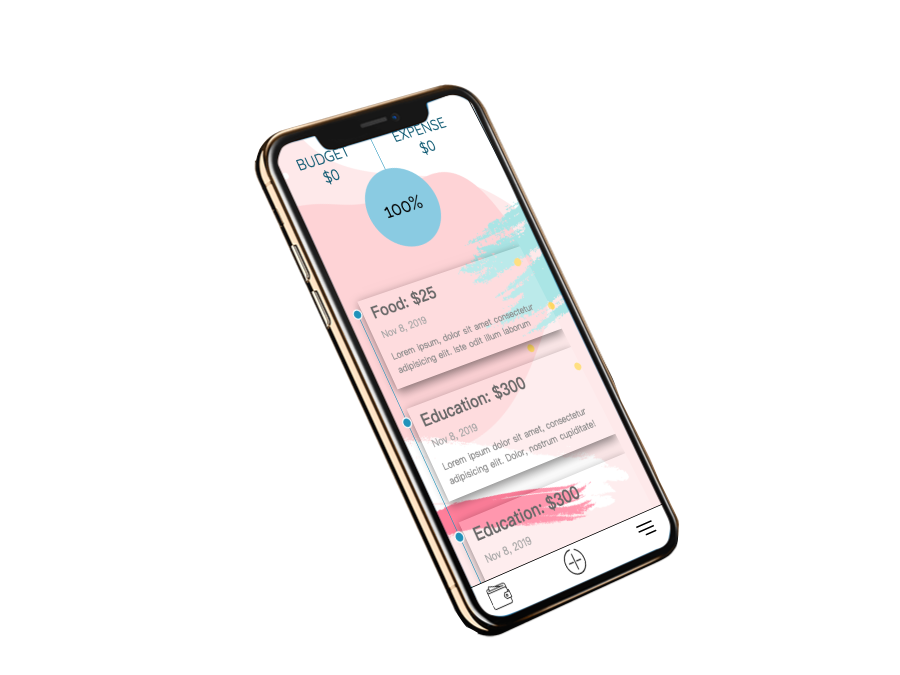 BUDGET
$0
EXPENSE
$0
100%
Food: $25
Nov 8, 2019
Lorem ipsum, dolor sit amet consectetur
adipisicing elit. Iste odit illum laborum
Education: $300
Nov 8, 2019
Lorem ipsum dolor sit amet, consectetur
adipisicing elit. Dolor, nostrum cupiditate!
Education: $300
Nov 8, 2019